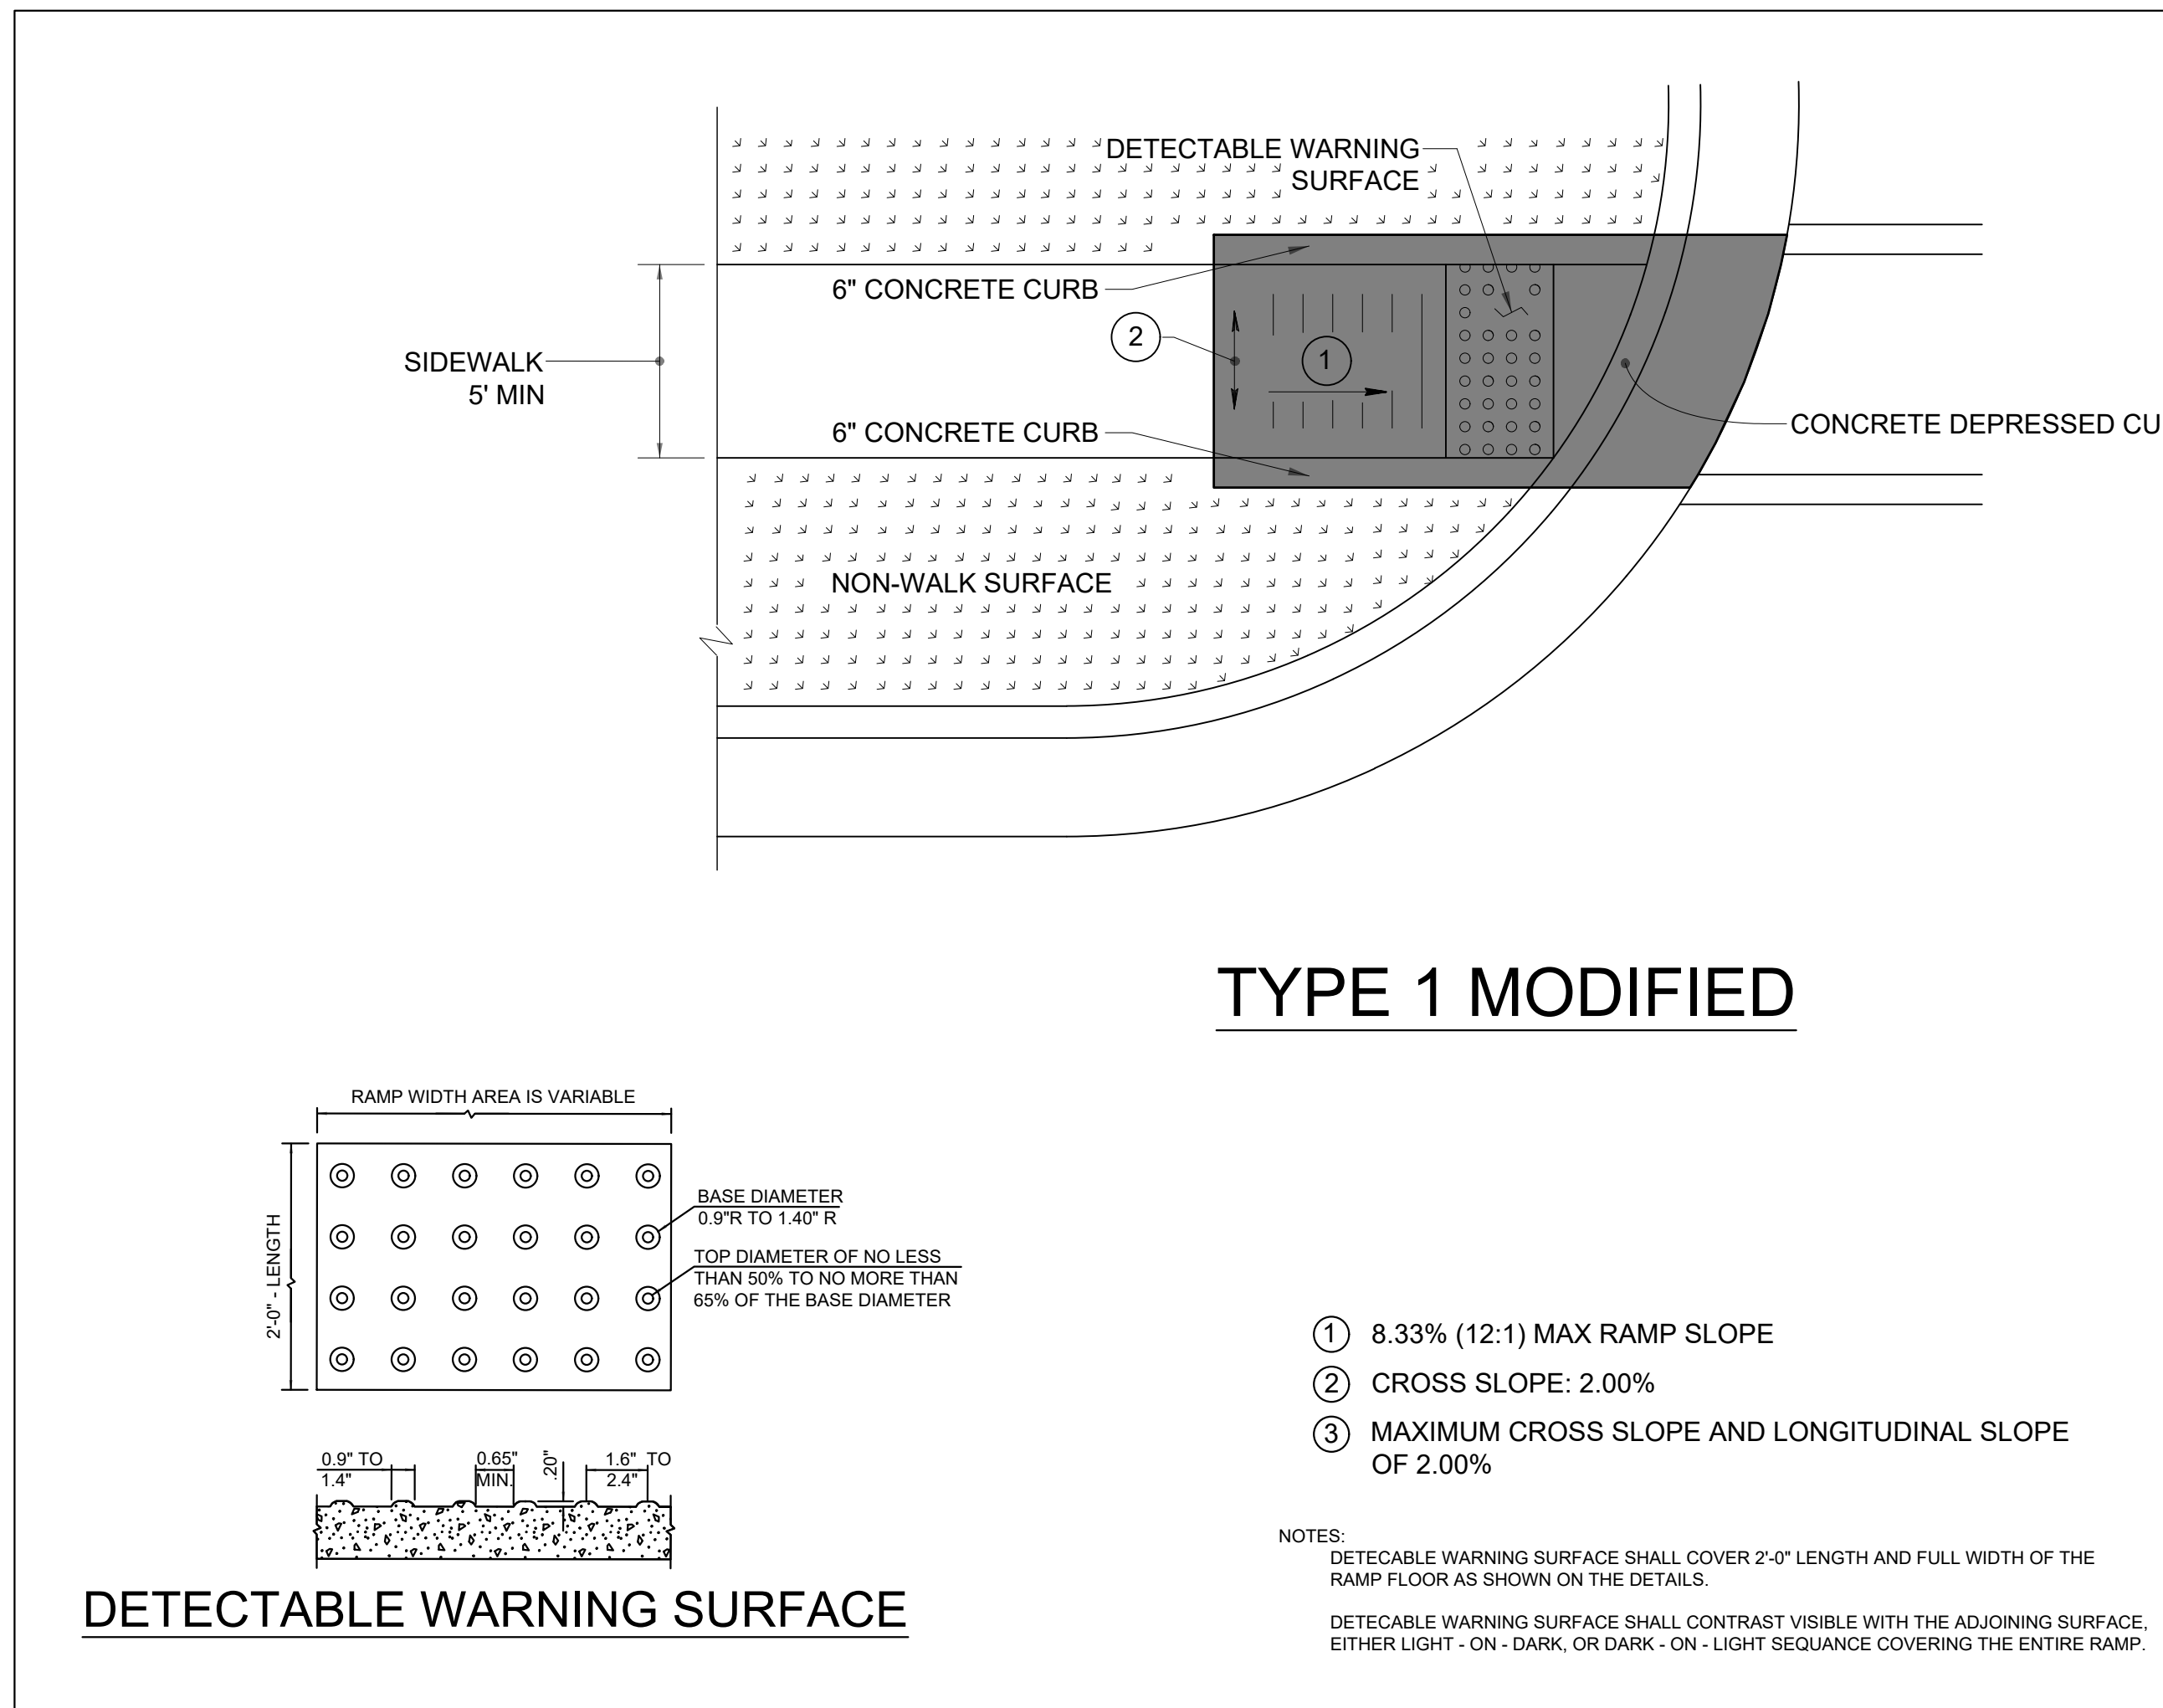 DETECTABLE WARNING
SURFACE
6" CONCRETE CURB
2
1
SIDEWALK
5' MIN
6" CONCRETE CURB
CONCRETE DEPRESSED CU
NON-WALK SURFACE
TYPE 1 MODIFIED
RAMP WIDTH AREA IS VARIABLE
2'-0" - LENGTH
BASE DIAMETER
0.9"R TO 1.40" R
TOP DIAMETER OF NO LESS
THAN 50% TO NO MORE THAN
65% OF THE BASE DIAMETER
0.9" TO
1.4"
0.65"
MIN.
.20"
1.6" TO
2.4"
DETECTABLE WARNING SURFACE
1 8.33% (12:1) MAX RAMP SLOPE
2 CROSS SLOPE: 2.00%
3 MAXIMUM CROSS SLOPE AND LONGITUDINAL SLOPE
OF 2.00%
NOTES:
DETECABLE WARNING SURFACE SHALL COVER 2'-0" LENGTH AND FULL WIDTH OF THE
RAMP FLOOR AS SHOWN ON THE DETAILS.
DETECABLE WARNING SURFACE SHALL CONTRAST VISIBLE WITH THE ADJOINING SURFACE,
EITHER LIGHT - ON - DARK, OR DARK - ON - LIGHT SEQUANCE COVERING THE ENTIRE RAMP.